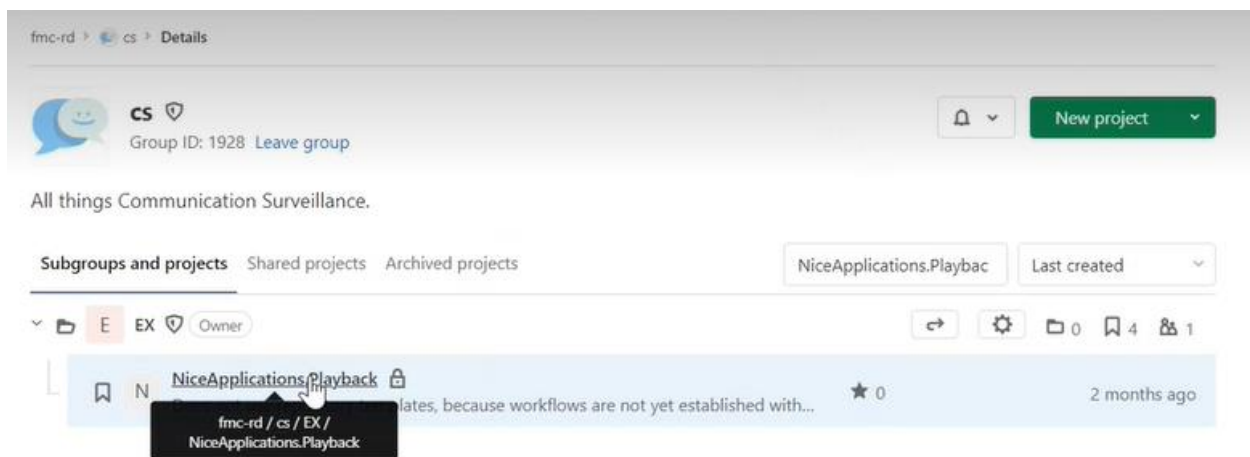 fmc-rd > cs > Details
cs
Group ID: 1928 Leave group
New project
All things Communication Surveillance.
Subgroups and projects Shared projects Archived projects
NiceApplications.Playbac
Last created
E EX Owner
0 4 1
N NiceApplications.Playback
lates, because workflows are not yet established with...
0
2 months ago
fmc-rd / cs / EX /
NiceApplications.Playback